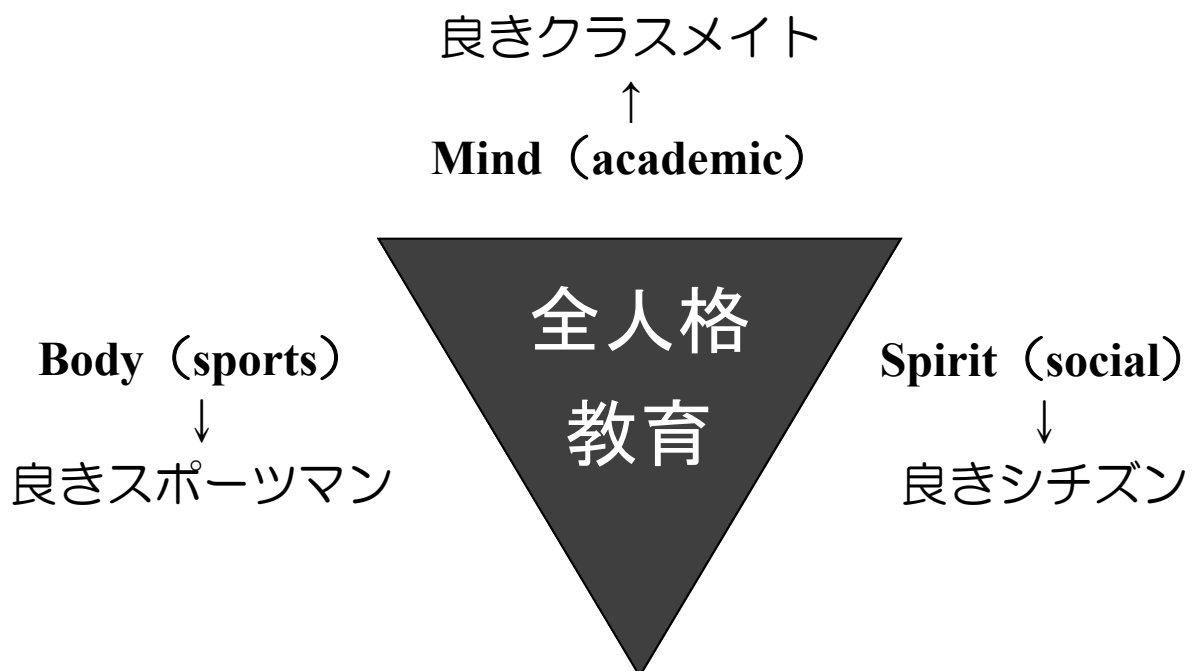 良きクラスメイト
↑
Mind（academic）
全人格
教育
Body（sports）
↓
良きスポーツマン
Spirit（social）
↓
良きシチズン